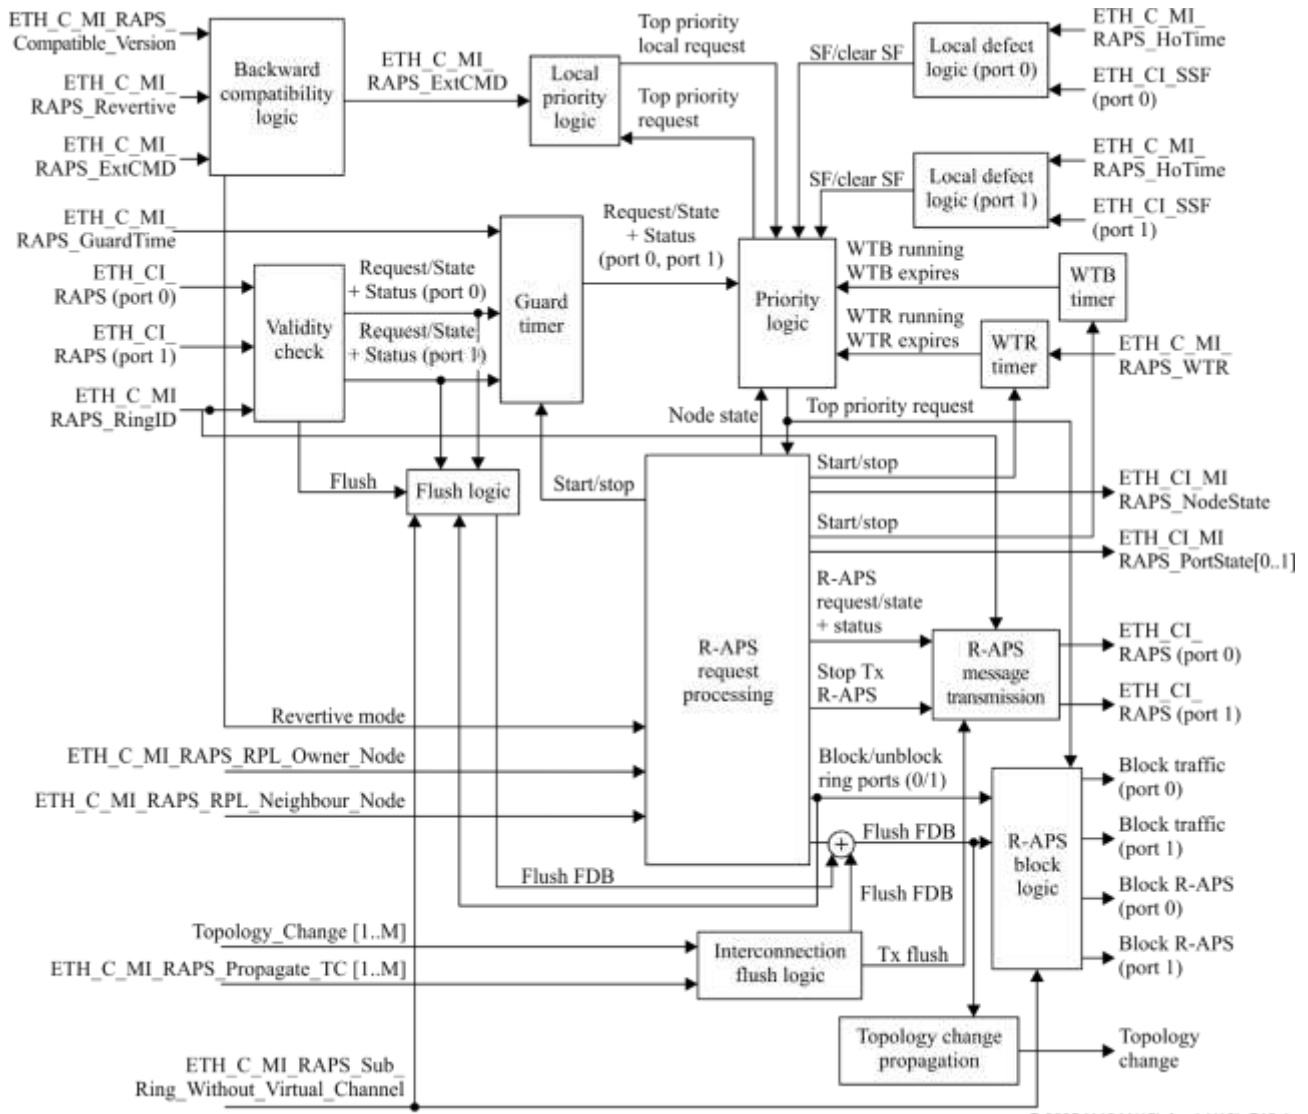 ETH_C_MI_RAPS_
Compatible_Version
ETH_C_MI_
RAPS_Revertive
ETH_C_MI_
RAPS_ExtCMD
Backward
compatibility
logic
ETH_C_MI_
RAPS_ExtCMD
Local
priority
logic
Top priority
local request
Top priority
request
SF/clear SF
Local defect
logic (port 0)
ETH_C_MI_
RAPS_HoTime
ETH_CI_SSF
(port 0)
SF/clear SF
Local defect
logic (port 1)
ETH_C_MI_
RAPS_HoTime
ETH_CI_SSF
(port 1)
ETH_C_MI_
RAPS_GuardTime
ETH_CI_
RAPS (port 0)
ETH_CI_
RAPS (port 1)
ETH_C_MI
RAPS_RingID
Validity
check
Request/State
+ Status (port 0)
Request/State
+ Status (port 1)
Guard
timer
Request/State
+ Status
(port 0, port 1)
Priority
logic
WTB running
WTB expires
WTB
timer
WTR running
WTR expires
WTR
timer
ETH_C_MI_
RAPS_WTR
Node state
Top priority request
Flush
Flush logic
Start/stop
Start/stop
ETH_CI_MI
RAPS_NodeState
Start/stop
ETH_CI_MI
RAPS_PortState[0..1]
R-APS
request
processing
R-APS
request/state
+ status
Stop Tx
R-APS
R-APS
message
transmission
ETH_CI_
RAPS (port 0)
ETH_CI_
RAPS (port 1)
Revertive mode
ETH_C_MI_RAPS_RPL_Owner_Node
ETH_C_MI_RAPS_RPL_Neighbour_Node
Block/unblock
ring ports (0/1)
Flush FDB
+
Flush FDB
Flush FDB
R-APS
block
logic
Block traffic
(port 0)
Block traffic
(port 1)
Block R-APS
(port 0)
Block R-APS
(port 1)
Topology_Change [1..M]
ETH_C_MI_RAPS_Propagate_TC [1..M]
Interconnection
flush logic
Tx flush
Topology change
propagation
Topology
change
ETH_C_MI_RAPS_Sub_
Ring_Without_Virtual_Channel